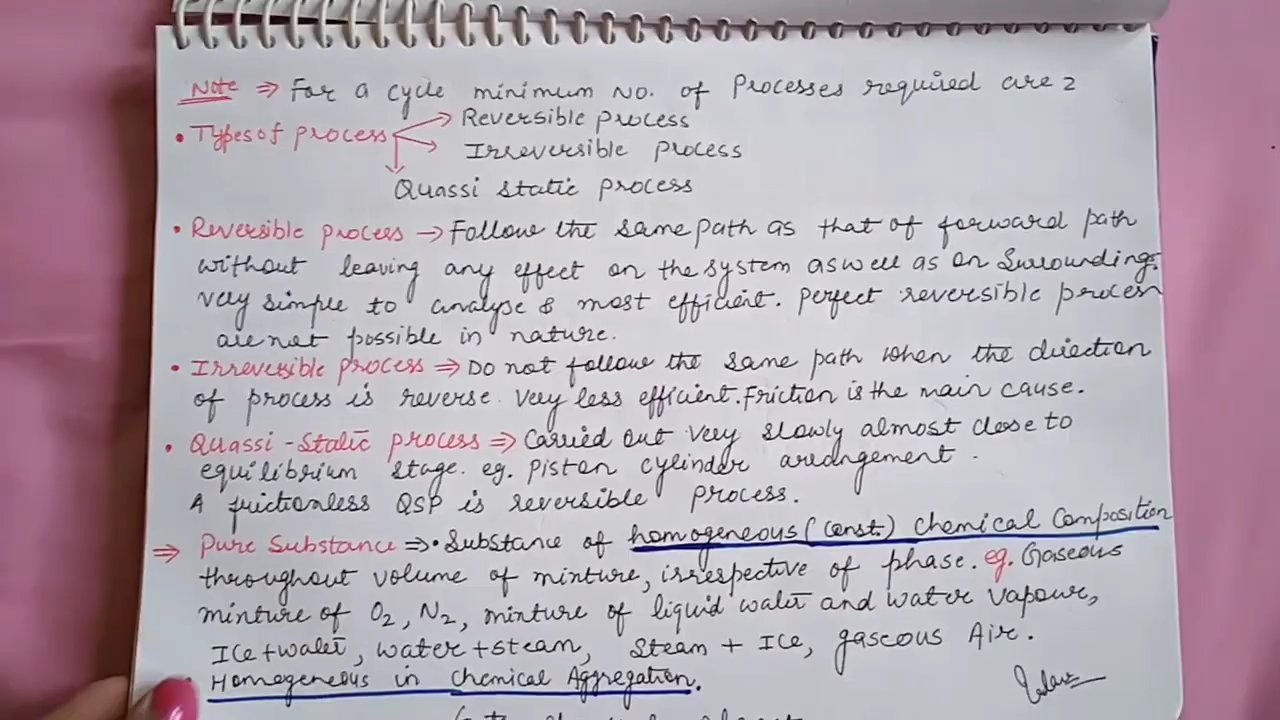 Note ⇒ For a cycle minimum No. of Processes required are 2
• Types of process → Reversible process
→ Irreversible process
Quassi static process
• Reversible process → Follow the same path as that of forward path
without leaving any effect on the system aswell as on Surrounding.
very simple to analyse & most efficient. Perfect reversible process
are not possible in nature.
• Irreversible process ⇒ Do not follow the same path when the direction
of process is reverse. Very less efficient. Friction is the main cause.
• Quassi-Static process ⇒ Carried out very slowly almost close to
equilibrium stage. eg. Piston cylinder arrangement.
A frictionless QSP is reversible process.
⇒ Pure Substance ⇒ • Substance of homogeneous (const.) Chemical Composition
throughout volume of mixture, irrespective of phase. eg. Gaseous
mixture of O2, N2, mixture of liquid water and water vapour,
Ice+water, water+steam, Steam + Ice, gaseous Air.
Homogeneous in Chemical Aggregation.